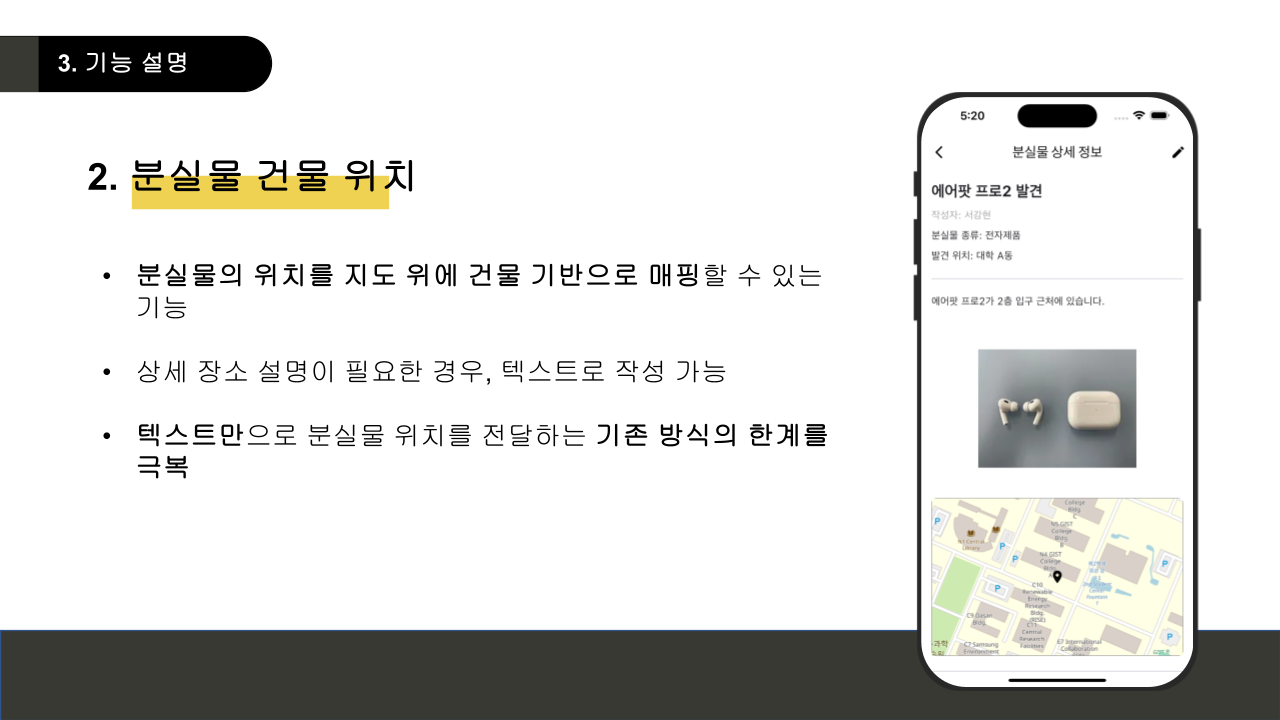 3. 기능 설명
2. 분실물 건물 위치
• 분실물의 위치를 지도 위에 건물 기반으로 매핑할 수 있는
기능
• 상세 장소 설명이 필요한 경우, 텍스트로 작성 가능
• 텍스트만으로 분실물 위치를 전달하는 기존 방식의 한계를
극복
5:20
분실물 상세 정보
에어팟 프로2 발견
작성자: 서강현
분실물 종류: 전자제품
발견 위치: 대학 A동
에어팟 프로2가 2층 입구 근처에 있습니다.
College
Bldg.
C
P
N5 GIST
College
Bldg.
B
N1 Central
Library
P
P
N4 GIST
College
Bldg.
P
P
C10
Renewable
Energy
Research
Bldg.
(RISE)
C9 Dasan
Bldg.
C11
Central
Research
Facilities
P
C7 Samsung
Environment
E7 International
Collaboration